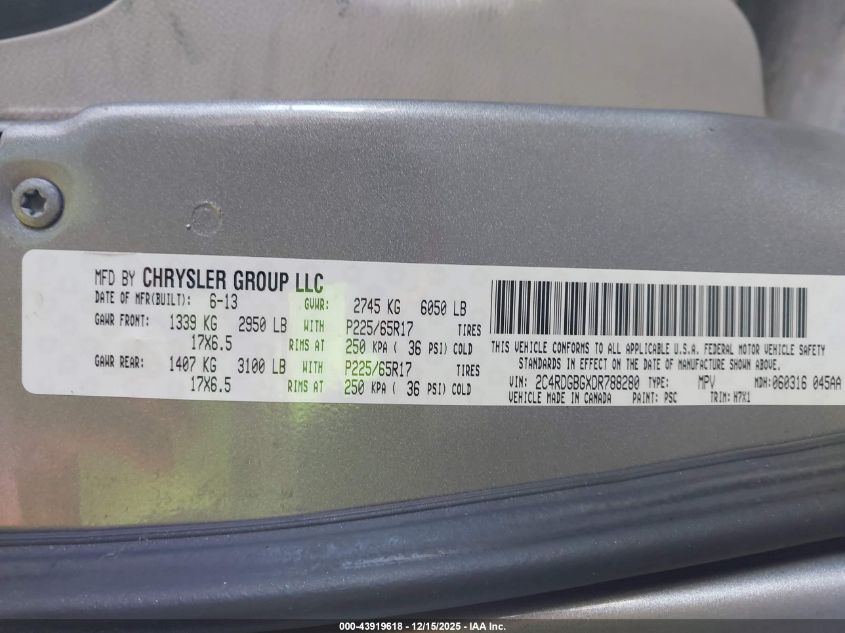 MFD BY CHRYSLER GROUP LLC
DATE OF MFR(BUILT): 6-13 GVWR: 2745 KG 6050 LB
GAWR FRONT: 1339 KG 2950 LB WITH P225/65R17 TIRES
17X6.5 RIMS AT 250 KPA ( 36 PSI) COLD
GAWR REAR: 1407 KG 3100 LB WITH P225/65R17 TIRES
17X6.5 RIMS AT 250 KPA( 36 PSI) COLD
THIS VEHICLE CONFORMS TO ALL APPLICABLE U.S.A. FEDERAL MOTOR VEHICLE SAFETY
STANDARDS IN EFFECT ON THE DATE OF MANUFACTURE SHOWN ABOVE.
VIN: 2C4RDGBGXDR788280 TYPE: MPV MDH:060316 045AA
VEHICLE MADE IN CANADA PAINT: PSC TRIM: H7X1
000-43919618 - 12/15/2025 - IAA Inc.